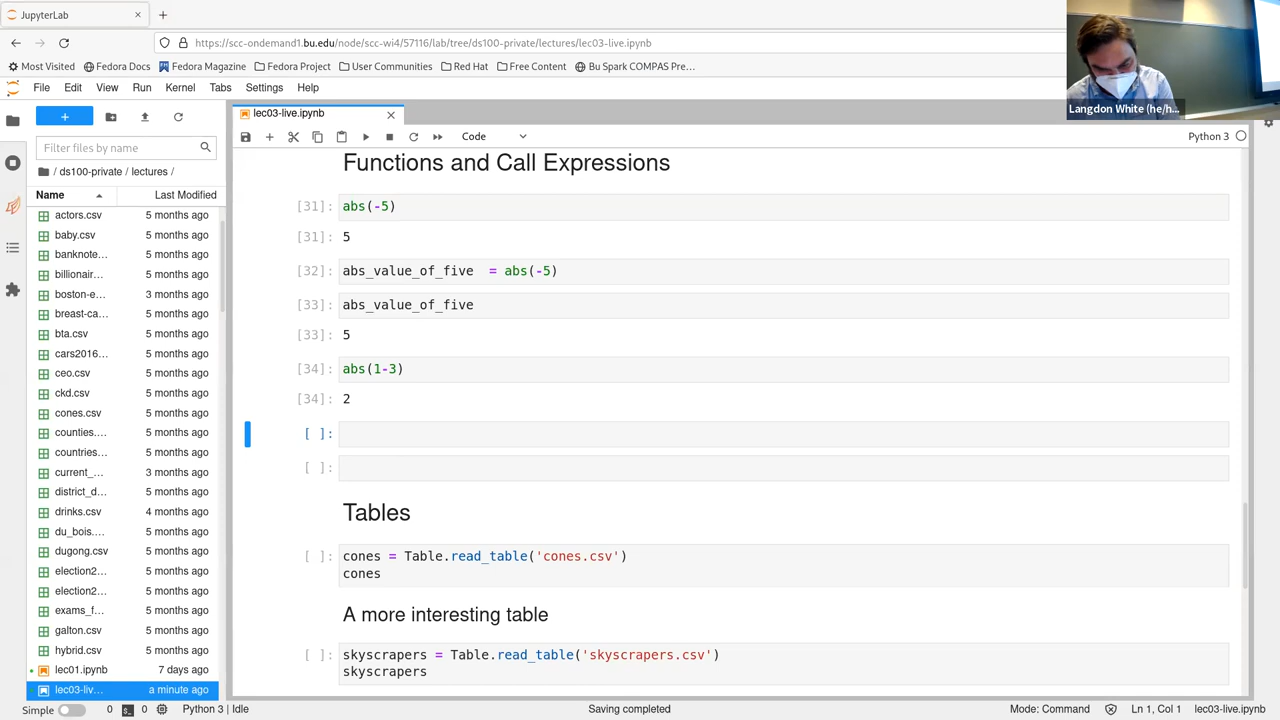 JupyterLab
https://scc-ondemand1.bu.edu/node/scc-wi4/57116/lab/tree/ds100-private/lectures/lec03-live.ipynb
Most Visited Fedora Docs Fedora Magazine Fedora Project User Communities Red Hat Free Content Bu Spark COMPAS Pre…
Langdon White (he/h...
File Edit View Run Kernel Tabs Settings Help
lec03-live.ipynb
Code
Python 3
Filter files by name
/ ds100-private / lectures /
Name Last Modified
actors.csv 5 months ago
baby.csv 5 months ago
banknote… 5 months ago
billionair… 5 months ago
boston-e… 3 months ago
breast-ca… 5 months ago
bta.csv 5 months ago
cars2016… 5 months ago
ceo.csv 5 months ago
ckd.csv 5 months ago
cones.csv 5 months ago
counties.… 5 months ago
countries… 5 months ago
current_… 3 months ago
district_d… 5 months ago
drinks.csv 4 months ago
du_bois.… 5 months ago
dugong.csv 5 months ago
election2… 5 months ago
election2… 5 months ago
exams_f… 5 months ago
galton.csv 5 months ago
hybrid.csv 5 months ago
lec01.ipynb 7 days ago
lec03-liv… a minute ago
Functions and Call Expressions
[31]: abs(-5)
[31]: 5
[32]: abs_value_of_five  = abs(-5)
[33]: abs_value_of_five
[33]: 5
[34]: abs(1-3)
[34]: 2
[ ]:
[ ]:
Tables
[ ]: cones = Table.read_table('cones.csv')
cones
A more interesting table
[ ]: skyscrapers = Table.read_table('skyscrapers.csv')
skyscrapers
Simple 0 0 Python 3 | Idle Saving completed Mode: Command Ln 1, Col 1 lec03-live.ipynb